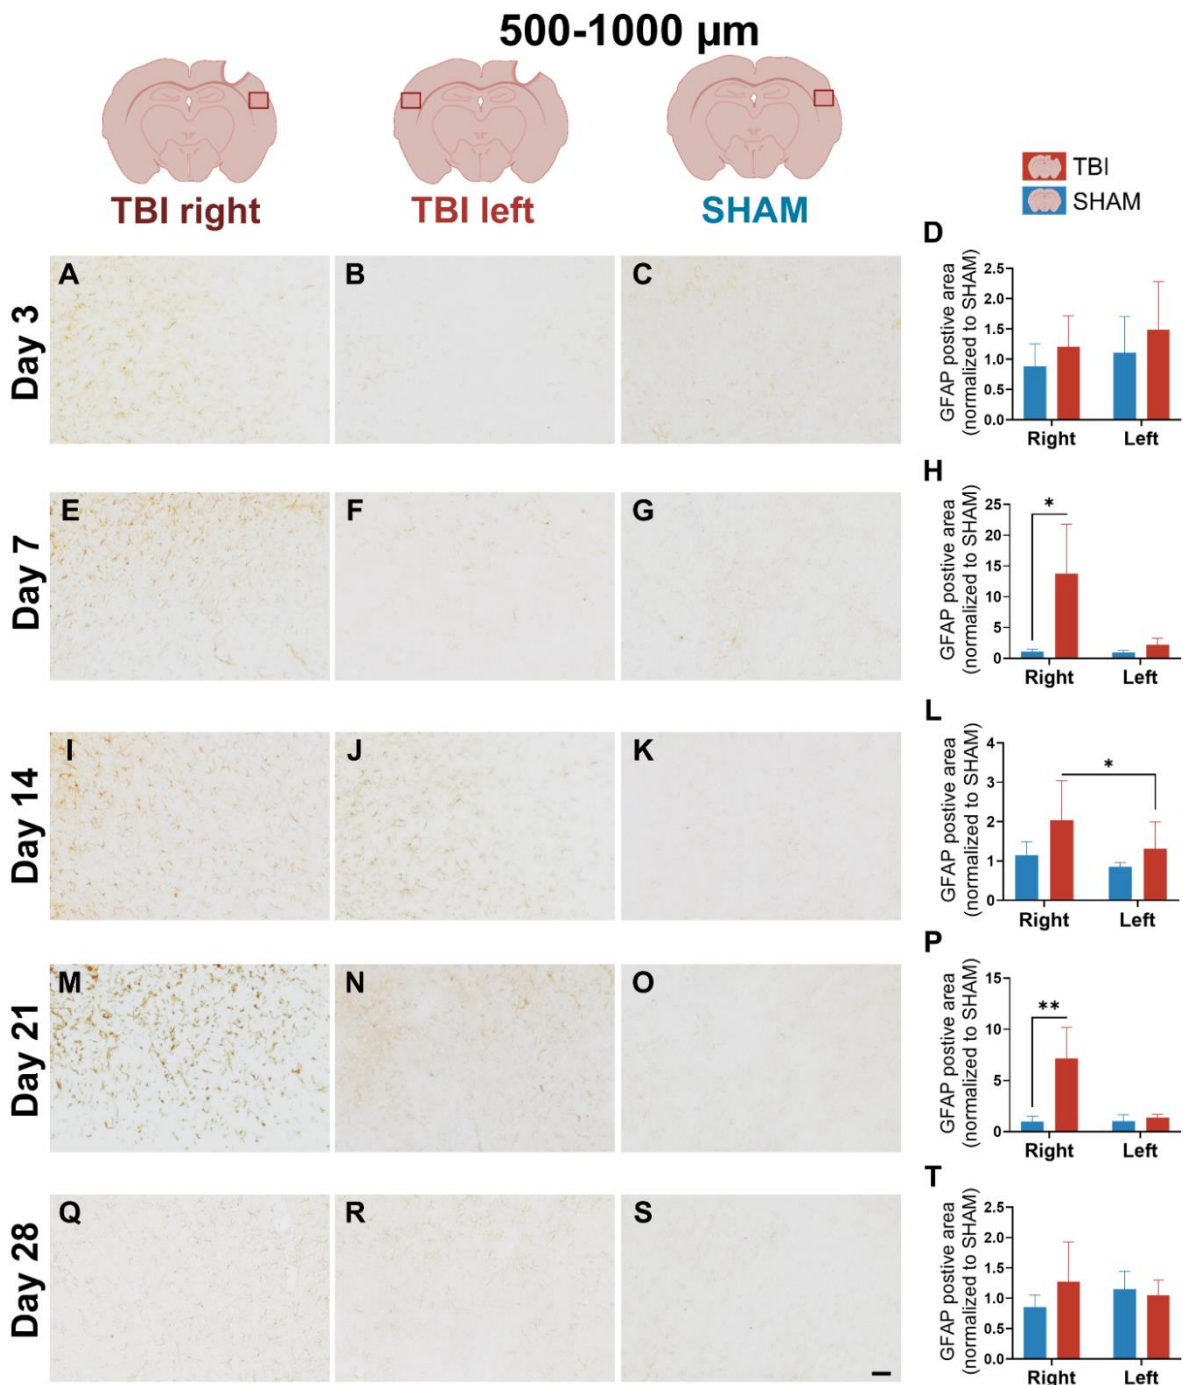 500-1000 µm
TBI right
TBI left
SHAM
TBI
SHAM
Day 3
A
B
C
D
GFAP postive area
(normalized to SHAM)
2.5
2.0
1.5
1.0
0.5
0.0
Right
Left
Day 7
E
F
G
H
GFAP positive area
(normalized to SHAM)
25
20
15
10
5
0
*
Right
Left
Day 14
I
J
K
L
GFAP postive area
(normalized to SHAM)
4
3
2
1
0
*
Right
Left
Day 21
M
N
O
P
GFAP postive area
(normalized to SHAM)
15
10
5
0
**
Right
Left
Day 28
Q
R
S
T
GFAP postive area
(normalized to SHAM)
2.5
2.0
1.5
1.0
0.5
0.0
Right
Left